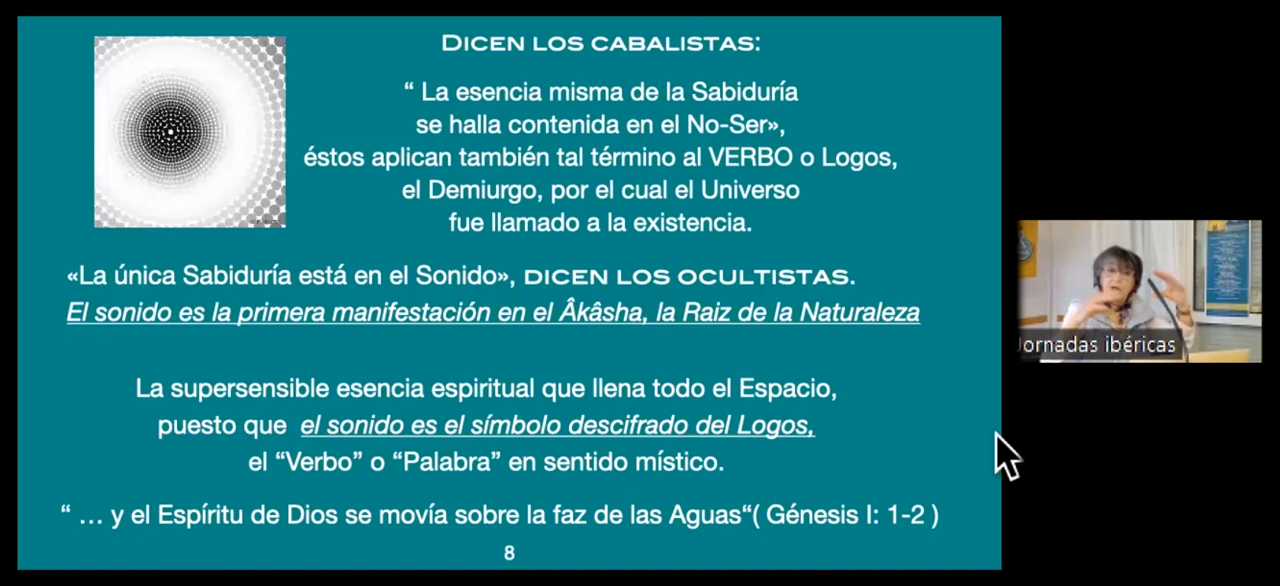 DICEN LOS CABALISTAS:
“ La esencia misma de la Sabiduría
se halla contenida en el No-Ser»,
éstos aplican también tal término al VERBO o Logos,
el Demiurgo, por el cual el Universo
fue llamado a la existencia.
«La única Sabiduría está en el Sonido», DICEN LOS OCULTISTAS.
El sonido es la primera manifestación en el Âkâsha, la Raiz de la Naturaleza
La supersensible esencia espiritual que llena todo el Espacio,
puesto que el sonido es el símbolo descifrado del Logos,
el “Verbo” o “Palabra” en sentido místico.
“ ... y el Espíritu de Dios se movía sobre la faz de las Aguas“( Génesis I: 1-2 )
8
Jornadas ibéricas